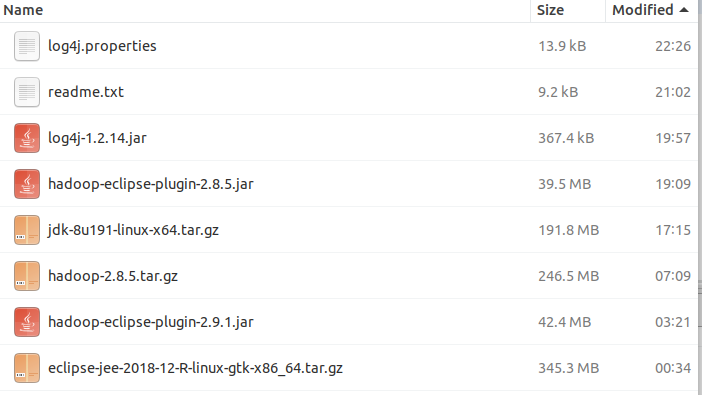 Name Size Modified
log4j.properties 13.9 kB 22:26
readme.txt 9.2 kB 21:02
log4j-1.2.14.jar 367.4 kB 19:57
hadoop-eclipse-plugin-2.8.5.jar 39.5 MB 19:09
jdk-8u191-linux-x64.tar.gz 191.8 MB 17:15
hadoop-2.8.5.tar.gz 246.5 MB 07:09
hadoop-eclipse-plugin-2.9.1.jar 42.4 MB 03:21
eclipse-jee-2018-12-R-linux-gtk-x86_64.tar.gz 345.3 MB 00:34